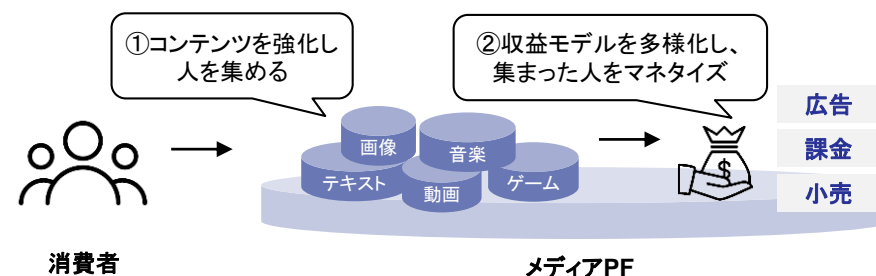 ①コンテンツを強化し
人を集める
②収益モデルを多様化し、
集まった人をマネタイズ
画像
音楽
テキスト
動画
ゲーム
$
広告
課金
小売
消費者
メディアPF